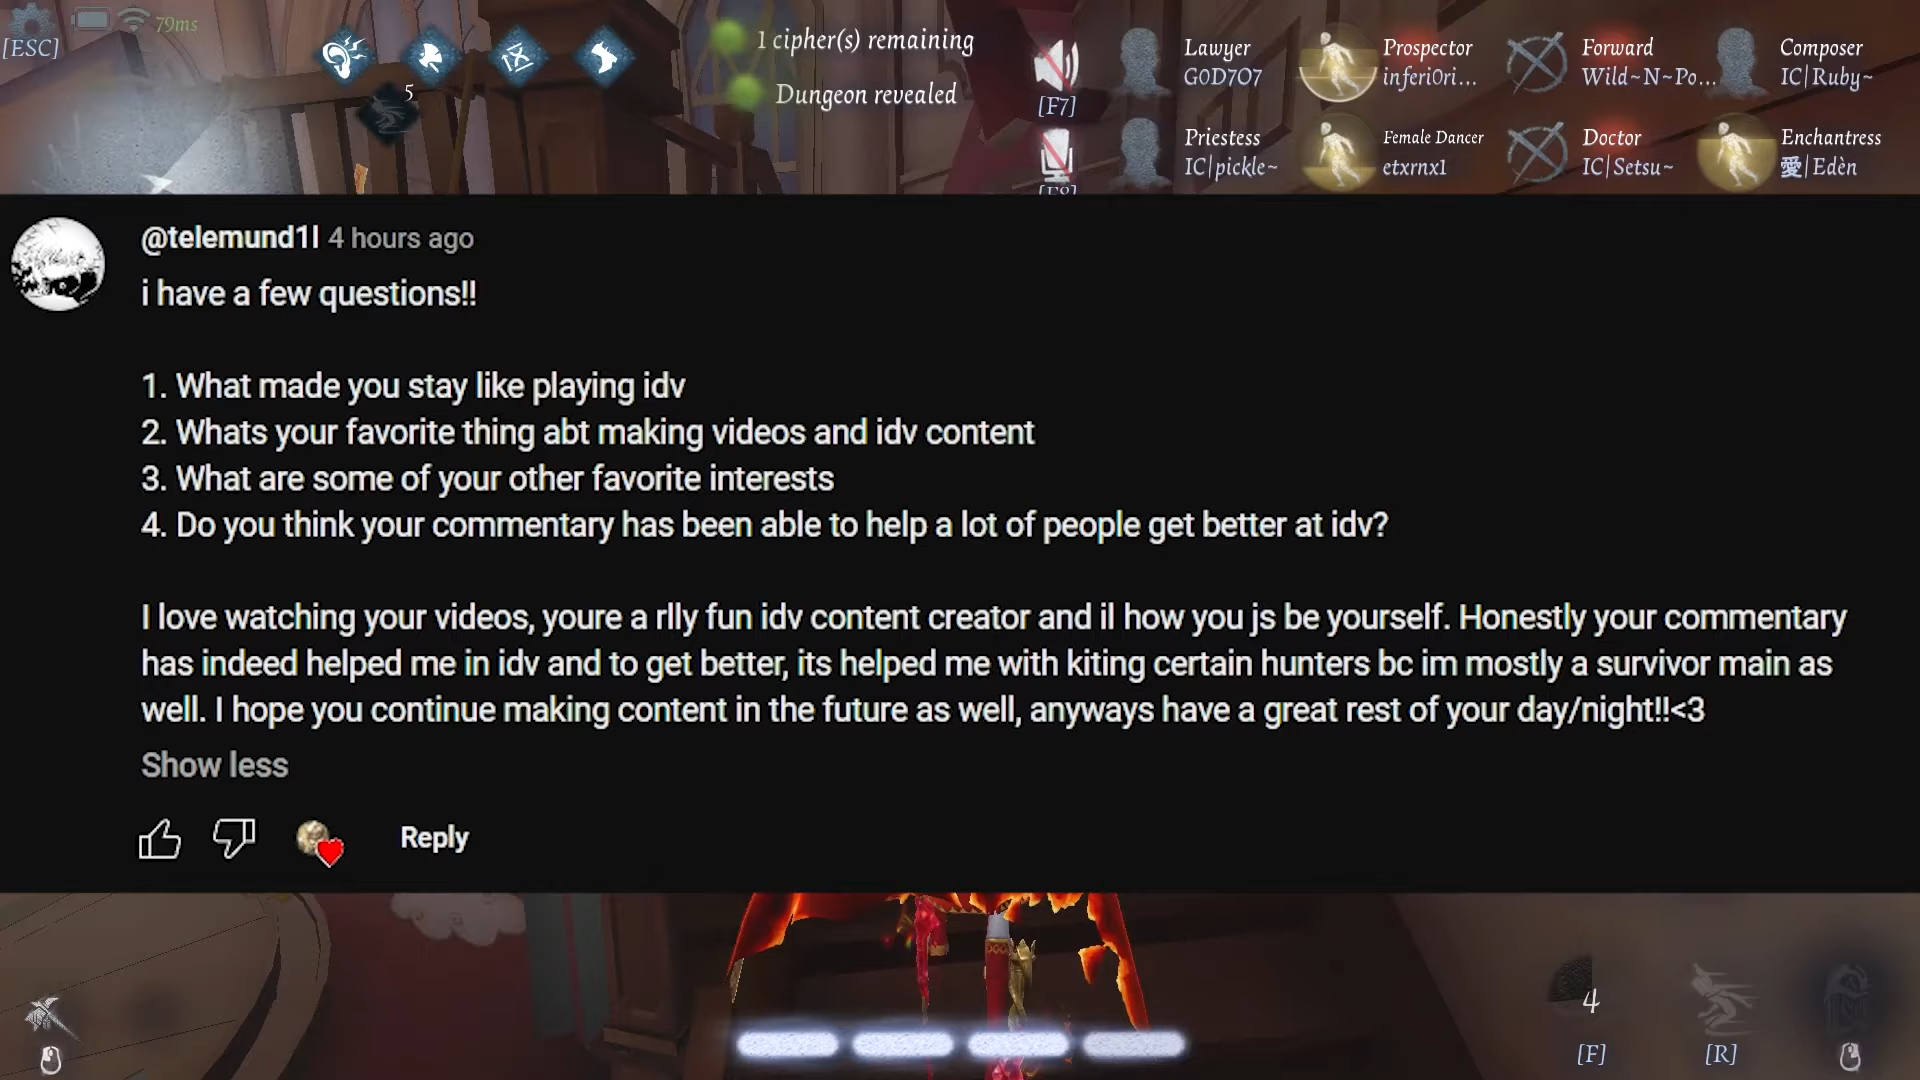 79ms
[ESC]
5
1 cipher(s) remaining
Dungeon revealed
[F7]
[F8]
Lawyer
G0D7O7
Prospector
inferi0ri...
Forward
Wild~N~Po...
Composer
IC|Ruby~
Priestess
IC|pickle~
Female Dancer
etxrnx1
Doctor
IC|Setsu~
Enchantress
愛|Edèn
@telemund1l 4 hours ago
i have a few questions!!
1. What made you stay like playing idv
2. Whats your favorite thing abt making videos and idv content
3. What are some of your other favorite interests
4. Do you think your commentary has been able to help a lot of people get better at idv?
I love watching your videos, youre a rlly fun idv content creator and il how you js be yourself. Honestly your commentary
has indeed helped me in idv and to get better, its helped me with kiting certain hunters bc im mostly a survivor main as
well. I hope you continue making content in the future as well, anyways have a great rest of your day/night!!<3
Show less
Reply
4
[F]
[R]